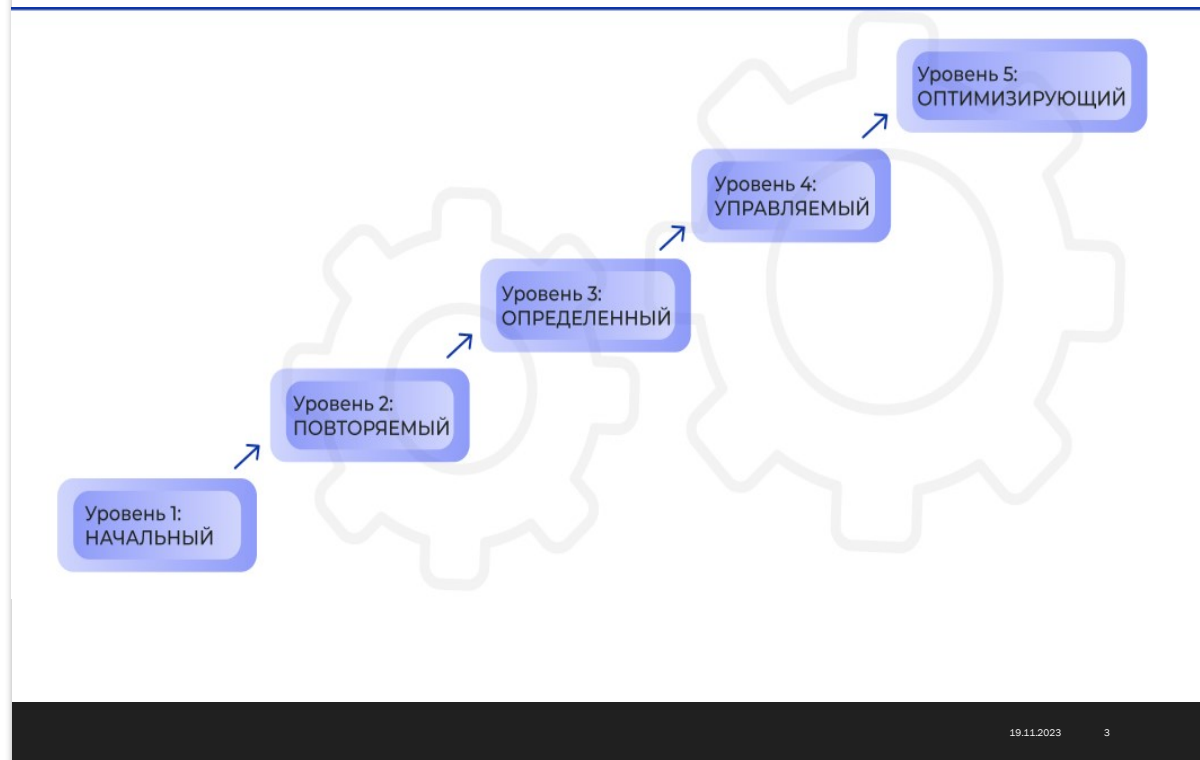 Уровень 5:
ОПТИМИЗИРУЮЩИЙ
Уровень 4:
УПРАВЛЯЕМЫЙ
Уровень 3:
ОПРЕДЕЛЕННЫЙ
Уровень 2:
ПОВТОРЯЕМЫЙ
Уровень 1:
НАЧАЛЬНЫЙ
19.11.2023 3